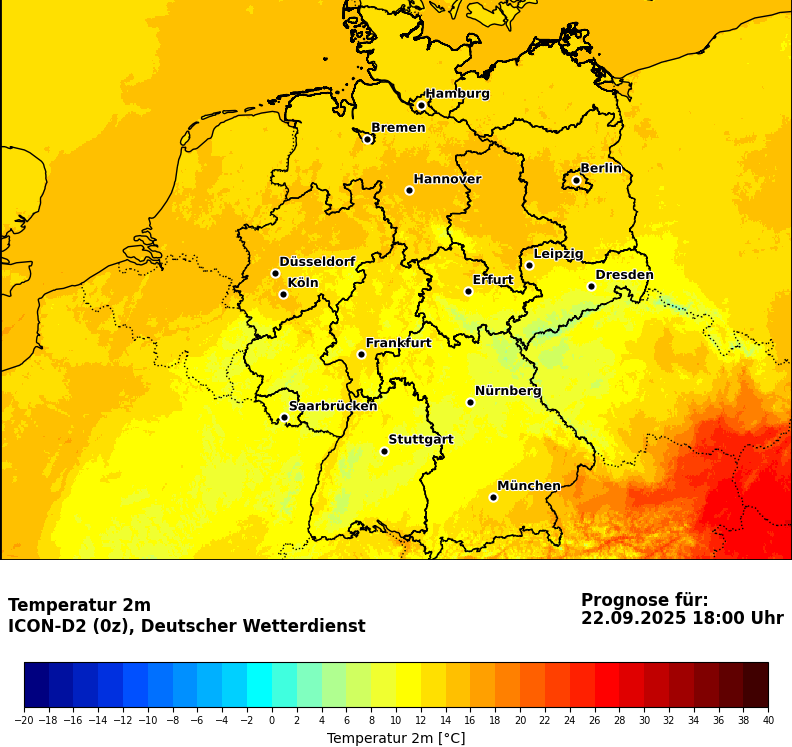 Hamburg
Bremen
Berlin
Hannover
Leipzig
Düsseldorf
Dresden
Erfurt
Köln
Frankfurt
Nürnberg
Saarbrücken
Stuttgart
München
Temperatur 2m
ICON-D2 (0z), Deutscher Wetterdienst
Prognose für:
22.09.2025 18:00 Uhr
−20 −18 −16 −14 −12 −10 −8 −6 −4 −2 0 2 4 6 8 10 12 14 16 18 20 22 24 26 28 30 32 34 36 38 40
Temperatur 2m [°C]